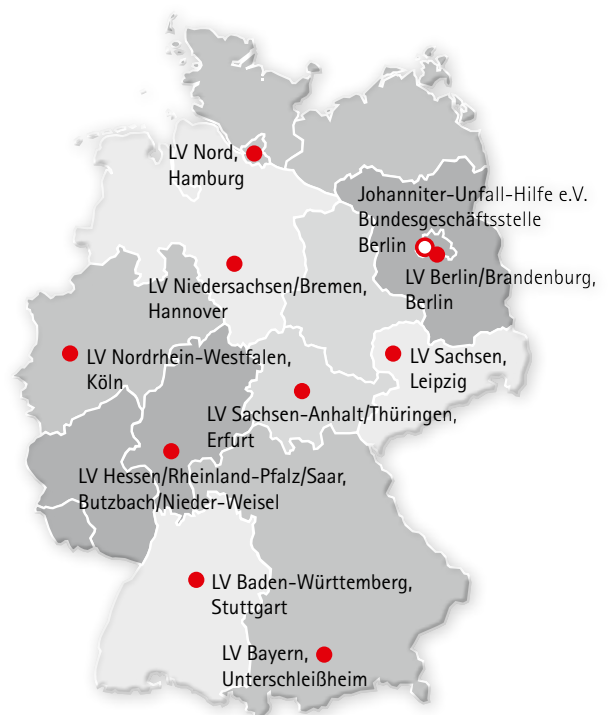 LV Nord,
Hamburg
Johanniter-Unfall-Hilfe e.V.
Bundesgeschäftsstelle
Berlin
LV Berlin/Brandenburg,
Berlin
LV Niedersachsen/Bremen,
Hannover
LV Nordrhein-Westfalen,
Köln
LV Sachsen,
Leipzig
LV Sachsen-Anhalt/Thüringen,
Erfurt
LV Hessen/Rheinland-Pfalz/Saar,
Butzbach/Nieder-Weisel
LV Baden-Württemberg,
Stuttgart
LV Bayern,
Unterschleißheim